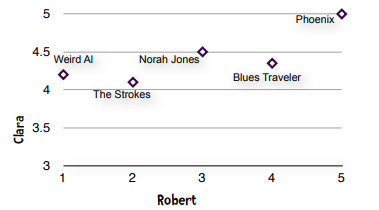 5
Phoenix
4.5
Weird Al
Norah Jones
Blues Traveler
4
The Strokes
3.5
Clara
3
1 2 3 4 5
Robert